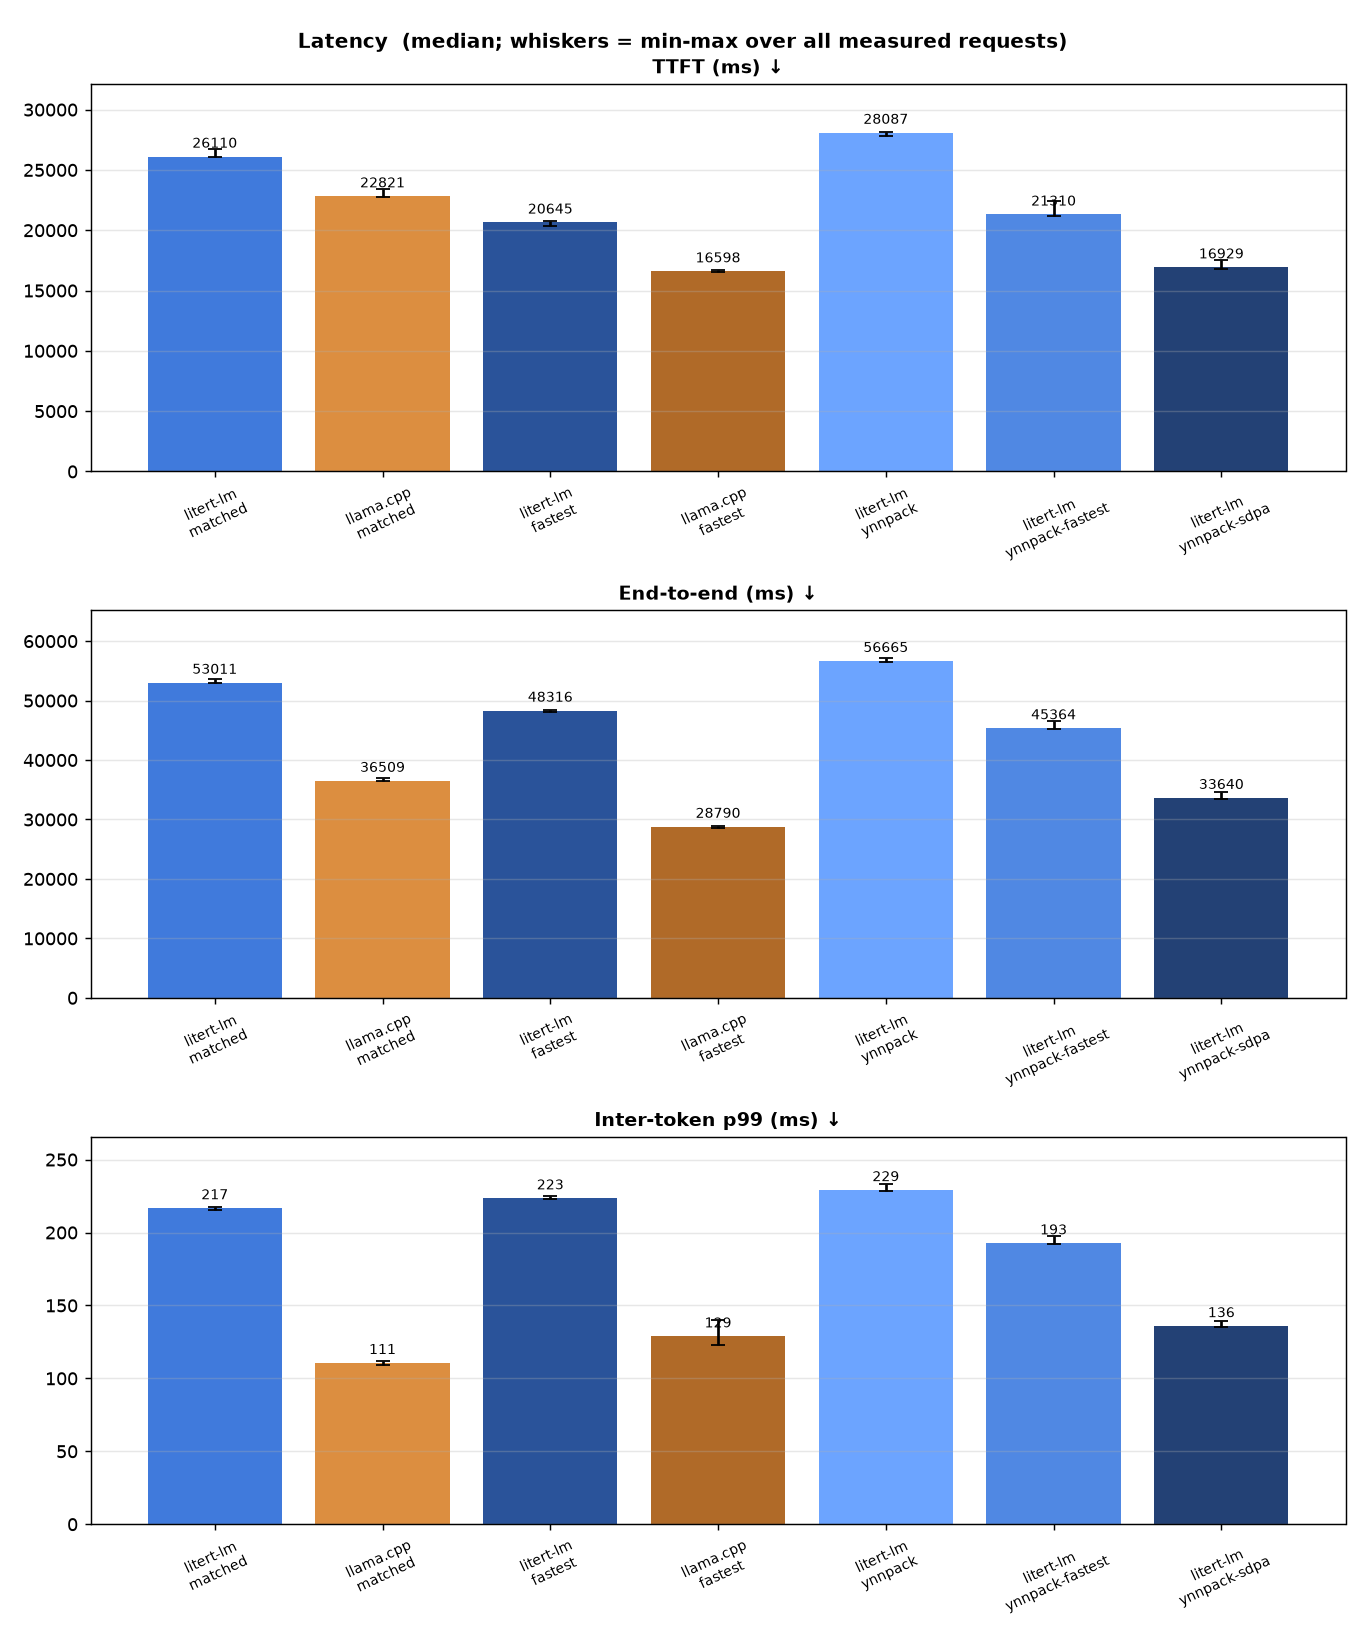 Latency  (median; whiskers = min-max over all measured requests)
TTFT (ms) ↓
30000
25000
20000
15000
10000
5000
0
26110
22821
20645
16598
28087
21310
16929
litert-lm
matched
llama.cpp
matched
litert-lm
fastest
llama.cpp
fastest
litert-lm
ynnpack
litert-lm
ynnpack-fastest
litert-lm
ynnpack-sdpa
End-to-end (ms) ↓
60000
50000
40000
30000
20000
10000
0
53011
36509
48316
28790
56665
45364
33640
litert-lm
matched
llama.cpp
matched
litert-lm
fastest
llama.cpp
fastest
litert-lm
ynnpack
litert-lm
ynnpack-fastest
litert-lm
ynnpack-sdpa
Inter-token p99 (ms) ↓
250
200
150
100
50
0
217
111
223
129
229
193
136
litert-lm
matched
llama.cpp
matched
litert-lm
fastest
llama.cpp
fastest
litert-lm
ynnpack
litert-lm
ynnpack-fastest
litert-lm
ynnpack-sdpa